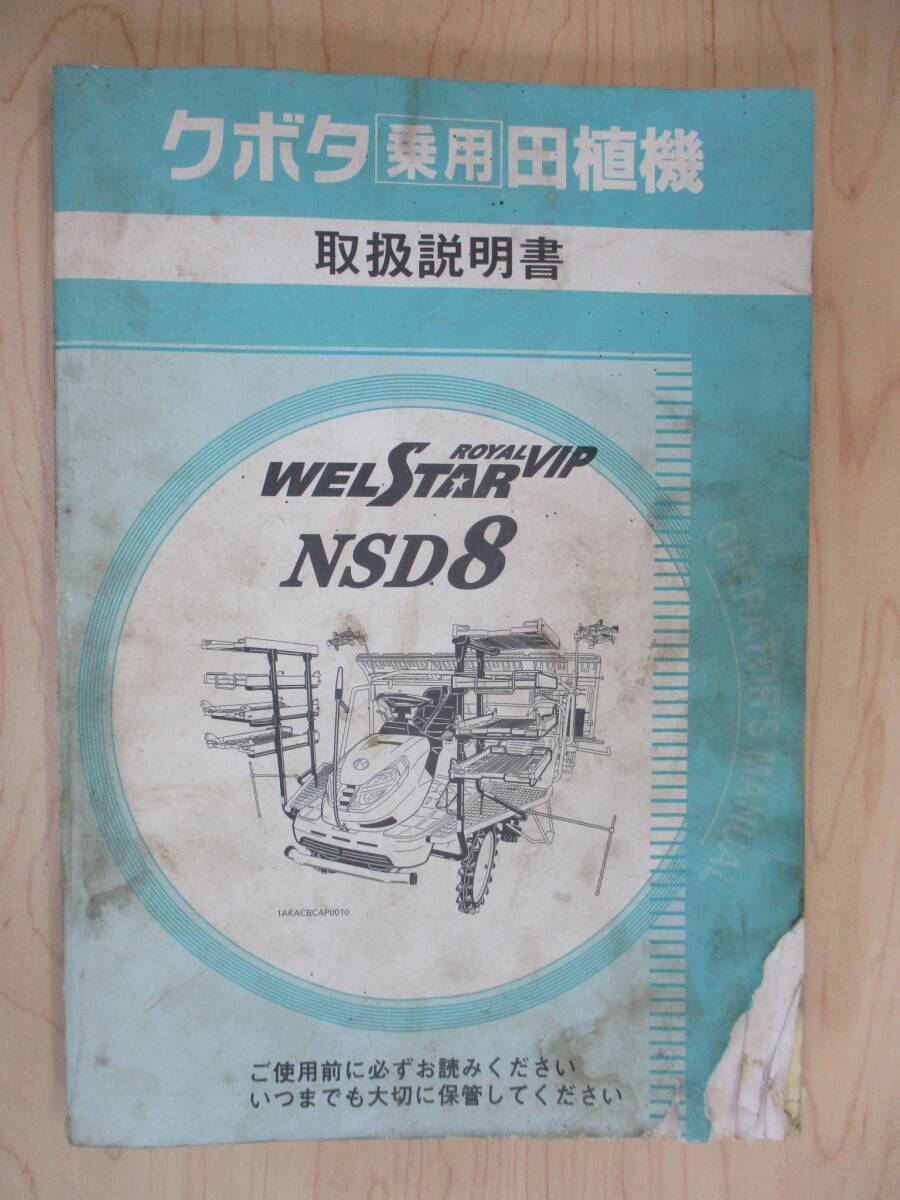 クボタ乗用田植機
取扱説明書
ROYAL VIP
WELSTAR
NSD8
OPERATOR'S MANUAL
1AKACBCAP0010
ご使用前に必ずお読みください
いつまでも大切に保管してください